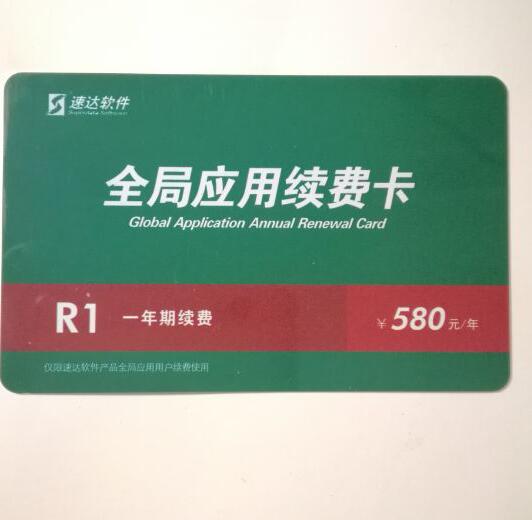 速达软件
Superdata Software
全局应用续费卡
Global Application Annual Renewal Card
R1 一年期续费 ￥580元/年
仅限速达软件产品全局应用用户续费使用